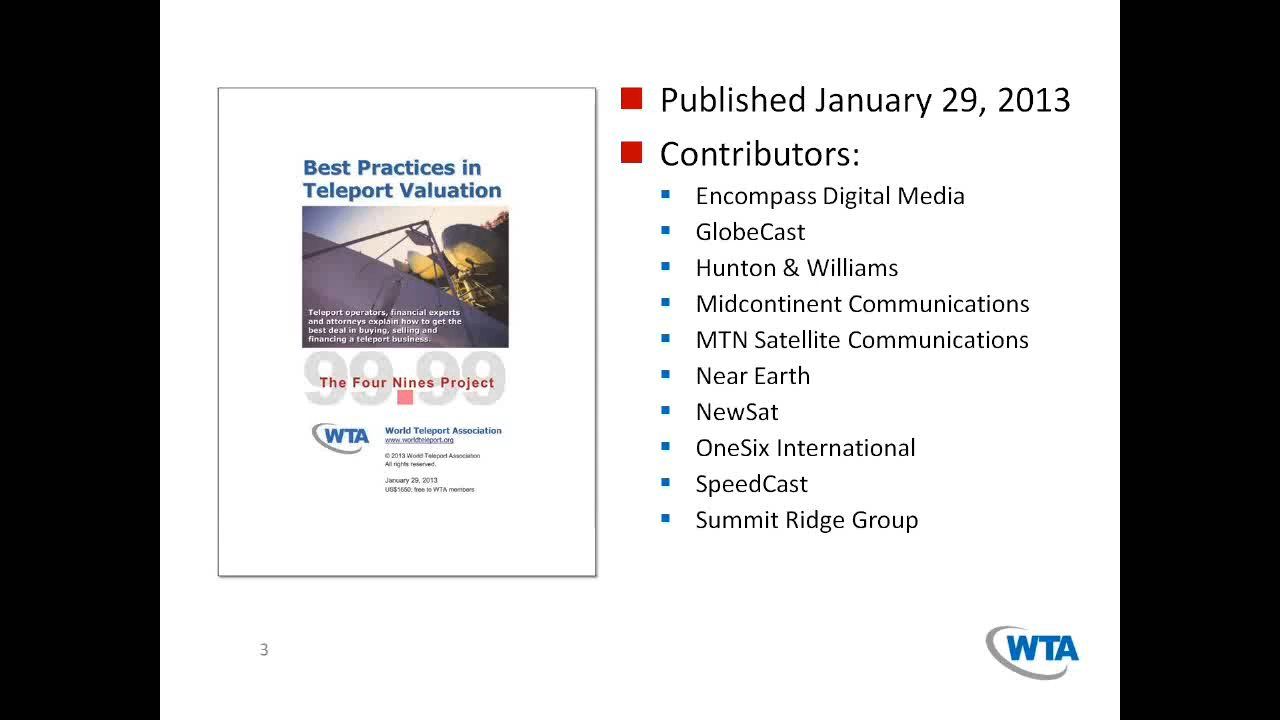 Best Practices in
Teleport Valuation
Teleport operators, financial experts
and attorneys explain how to get the
best deal in buying, selling and
financing a teleport business.
99.99
The Four Nines Project
WTA
World Teleport Association
www.worldteleport.org
© 2013 World Teleport Association
All rights reserved.
January 29, 2013
US$1650; free to WTA members
Published January 29, 2013
Contributors:
Encompass Digital Media
GlobeCast
Hunton & Williams
Midcontinent Communications
MTN Satellite Communications
Near Earth
NewSat
OneSix International
SpeedCast
Summit Ridge Group
3
WTA